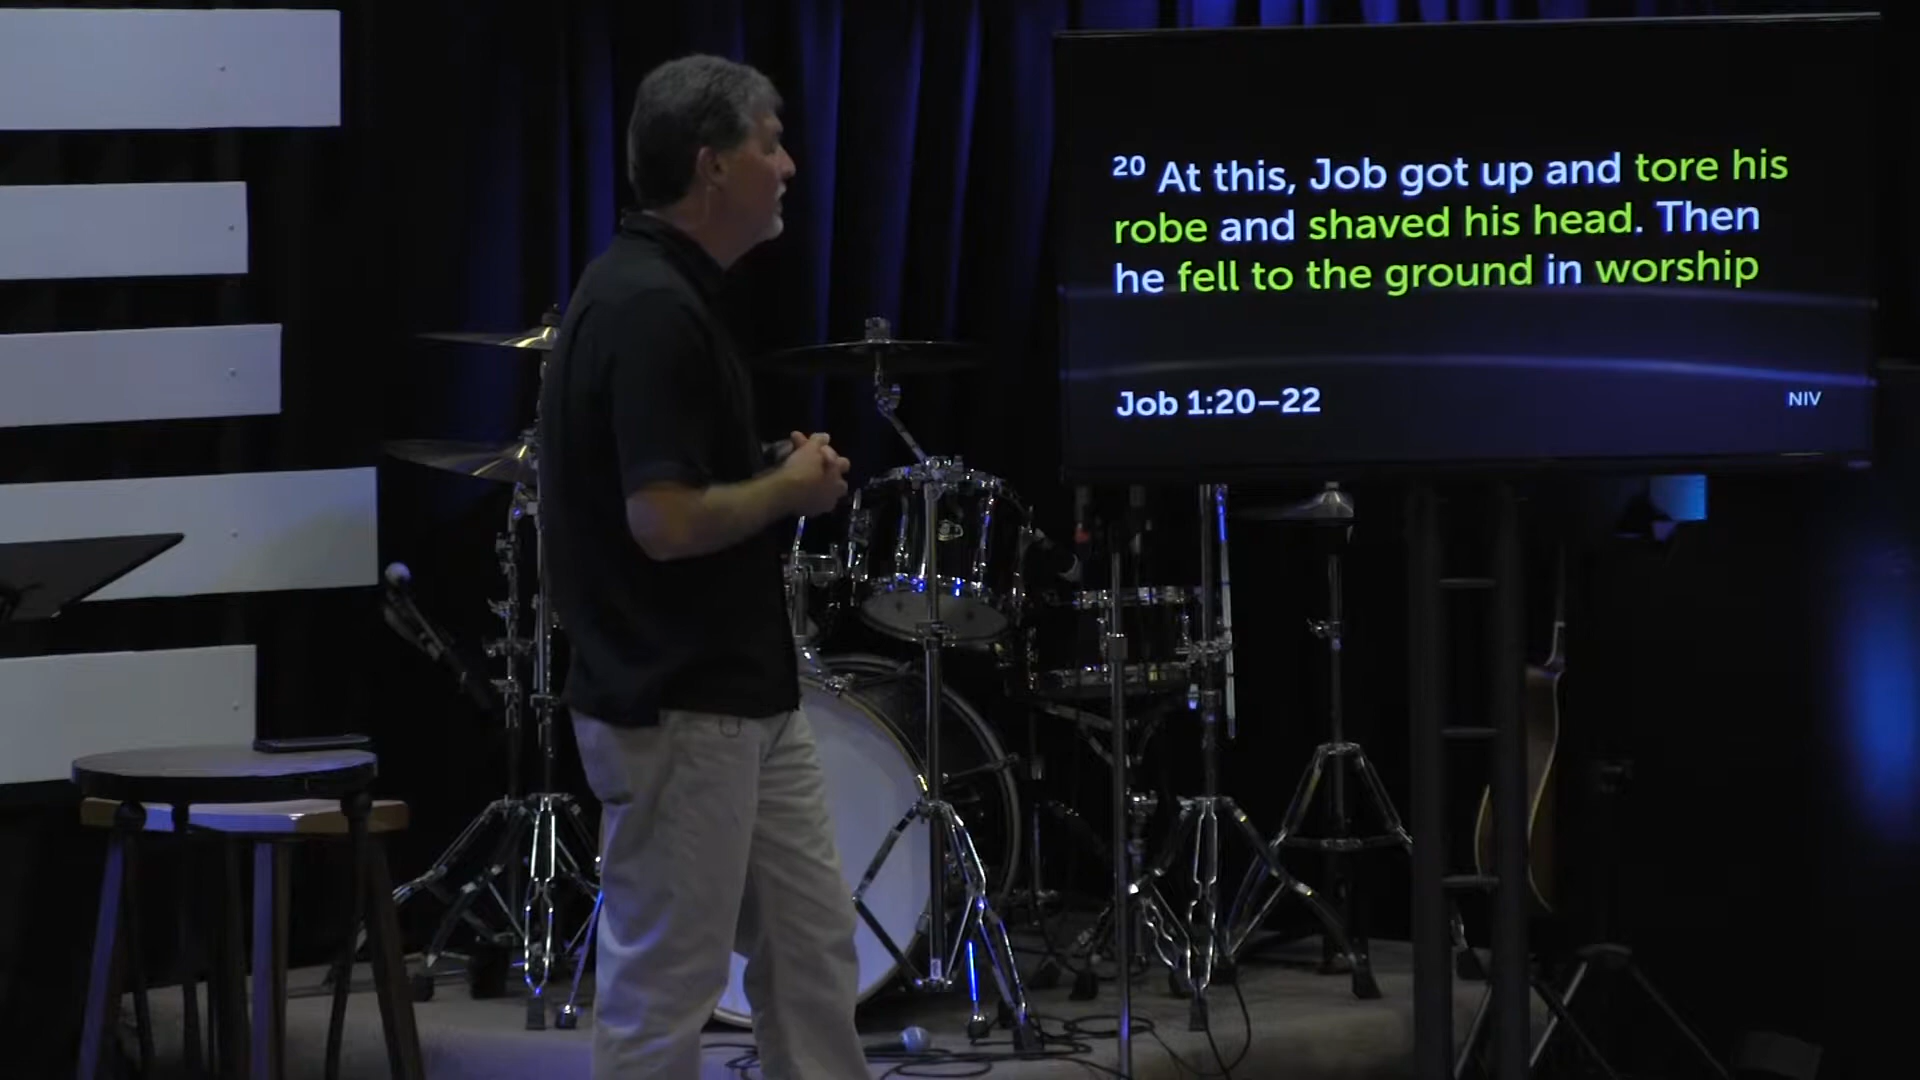 20 At this, Job got up and tore his
robe and shaved his head. Then
he fell to the ground in worship
Job 1:20–22
NIV